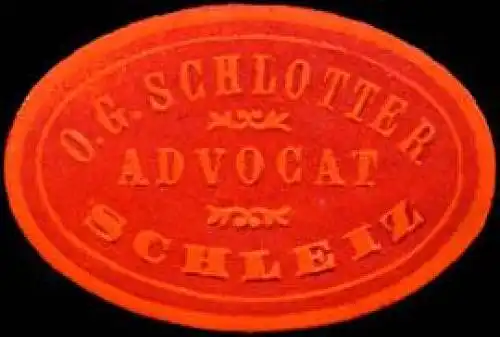 O. G. SCHLOTTER
ADVOCAT
SCHLEIZ